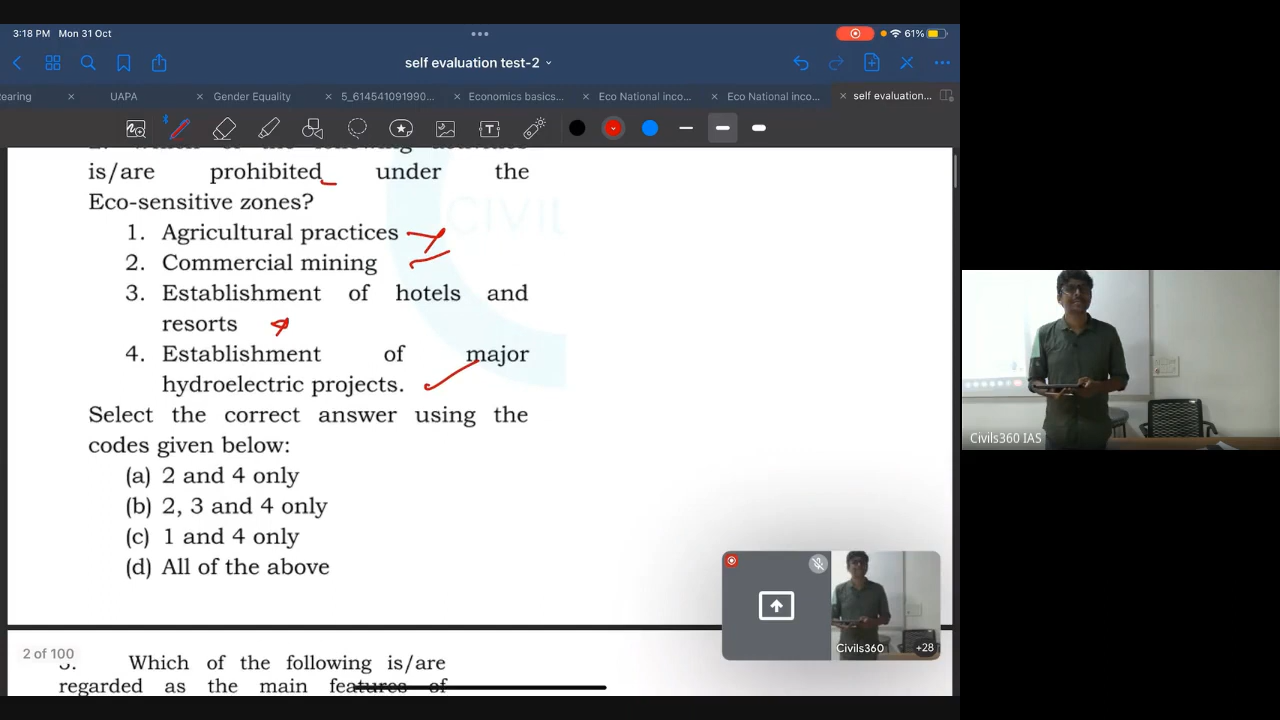 3:18 PM Mon 31 Oct
61%
self evaluation test-2
earing
UAPA
Gender Equality
5_614541091990...
Economics basics...
Eco National inco...
Eco National inco...
self evaluation...
is/are prohibited under the
Eco-sensitive zones?
1. Agricultural practices
2. Commercial mining
3. Establishment of hotels and
resorts
4. Establishment of major
hydroelectric projects.
Select the correct answer using the
codes given below:
(a) 2 and 4 only
(b) 2, 3 and 4 only
(c) 1 and 4 only
(d) All of the above
CIVIL
2 of 100
Which of the following is/are
regarded as the main features of
Civils360
+28
Civils360 IAS